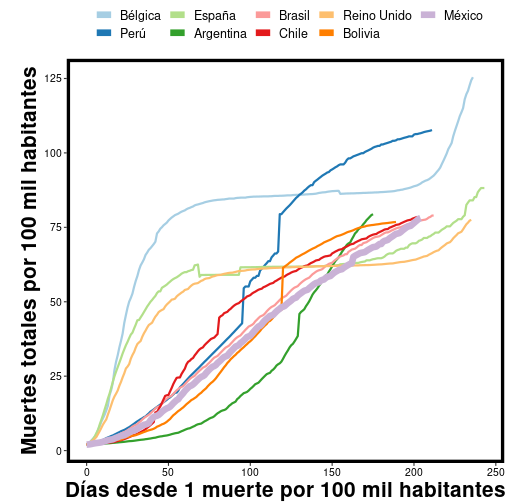 Bélgica España Brasil Reino Unido México
Perú Argentina Chile Bolivia
Muertes totales por 100 mil habitantes
125
100
75
50
25
0
0 50 100 150 200 250
Días desde 1 muerte por 100 mil habitantes